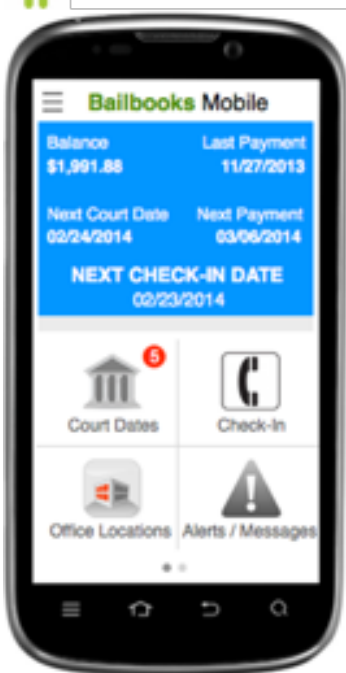 Bailbooks Mobile
Balance Last Payment
$1,991.88 11/27/2013
Next Court Date Next Payment
02/24/2014 03/06/2014
NEXT CHECK-IN DATE
02/23/2014
5
Court Dates Check-In
Office Locations Alerts / Messages